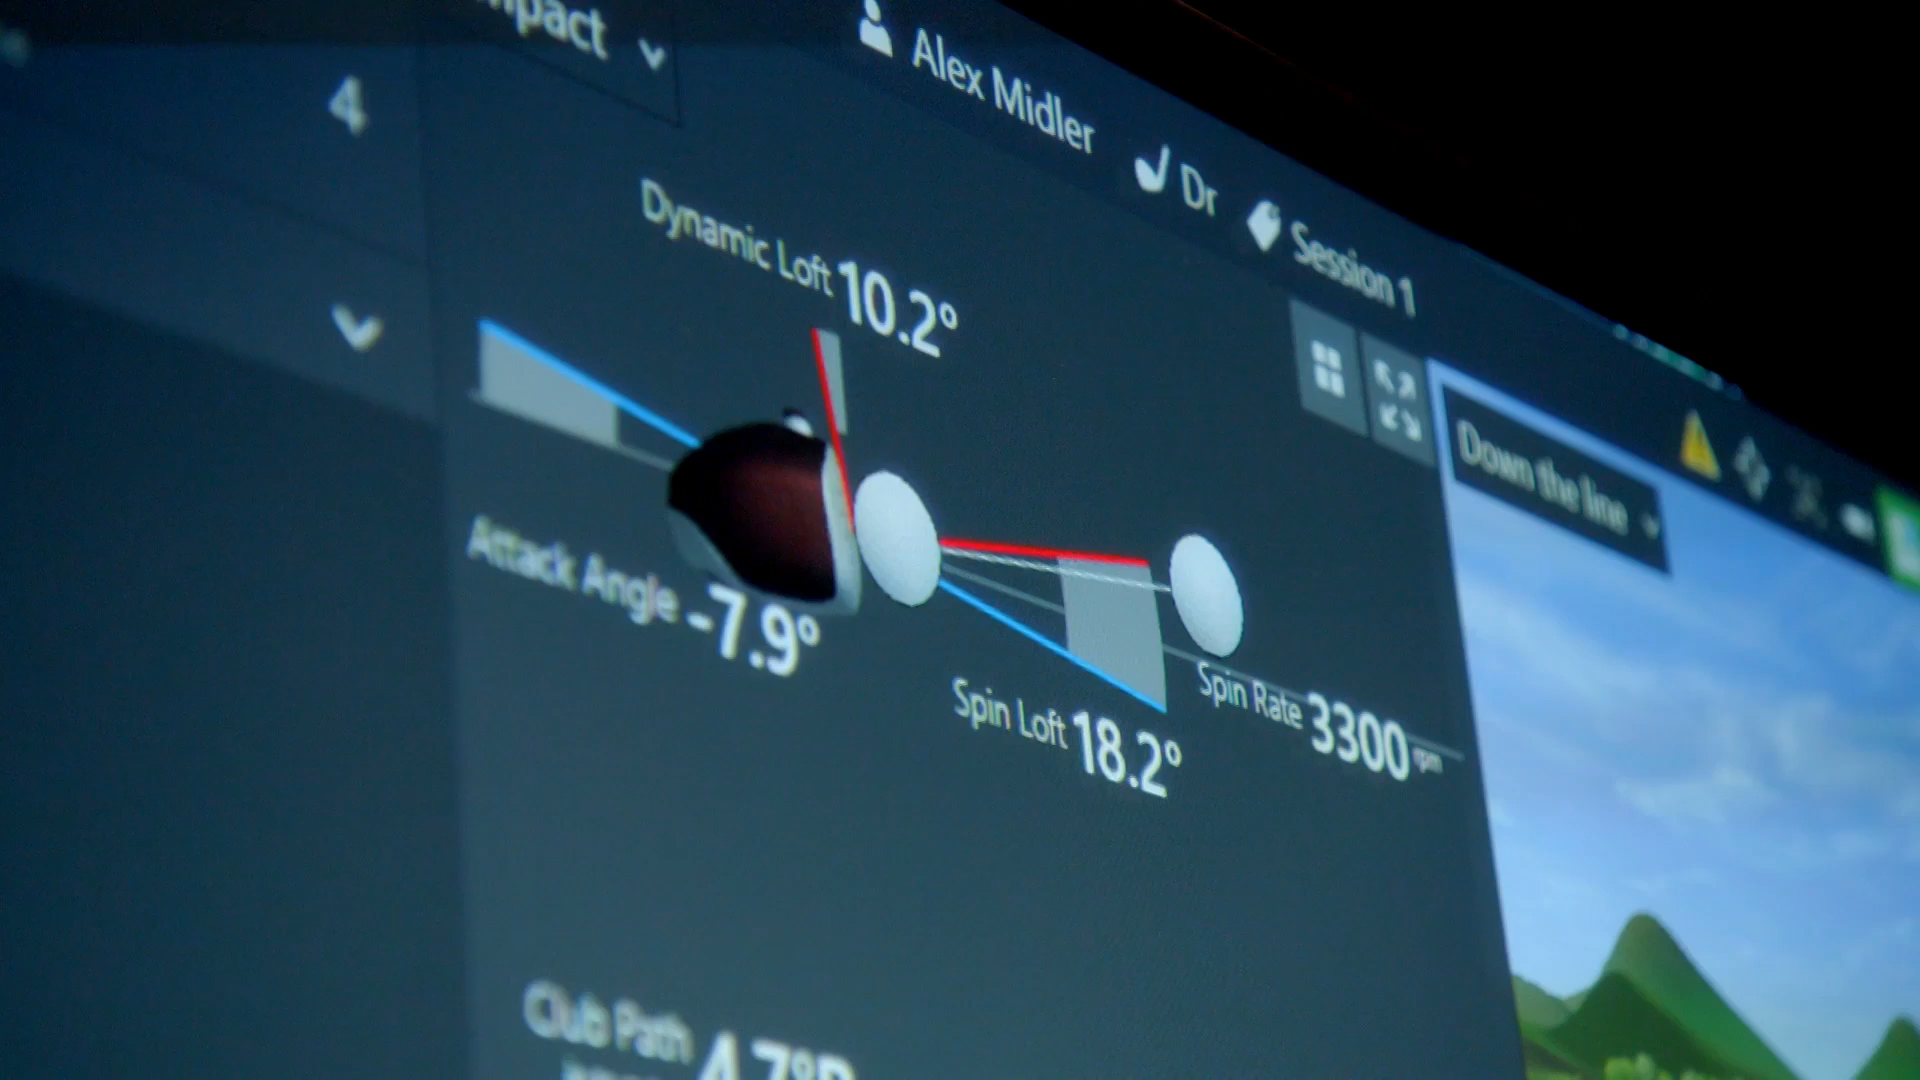 4
Alex Midler
Dr
Session 1
Dynamic Loft 10.2°
Down the line
Attack Angle -7.9°
Spin Loft 18.2°
Spin Rate 3300 rpm
Club Path